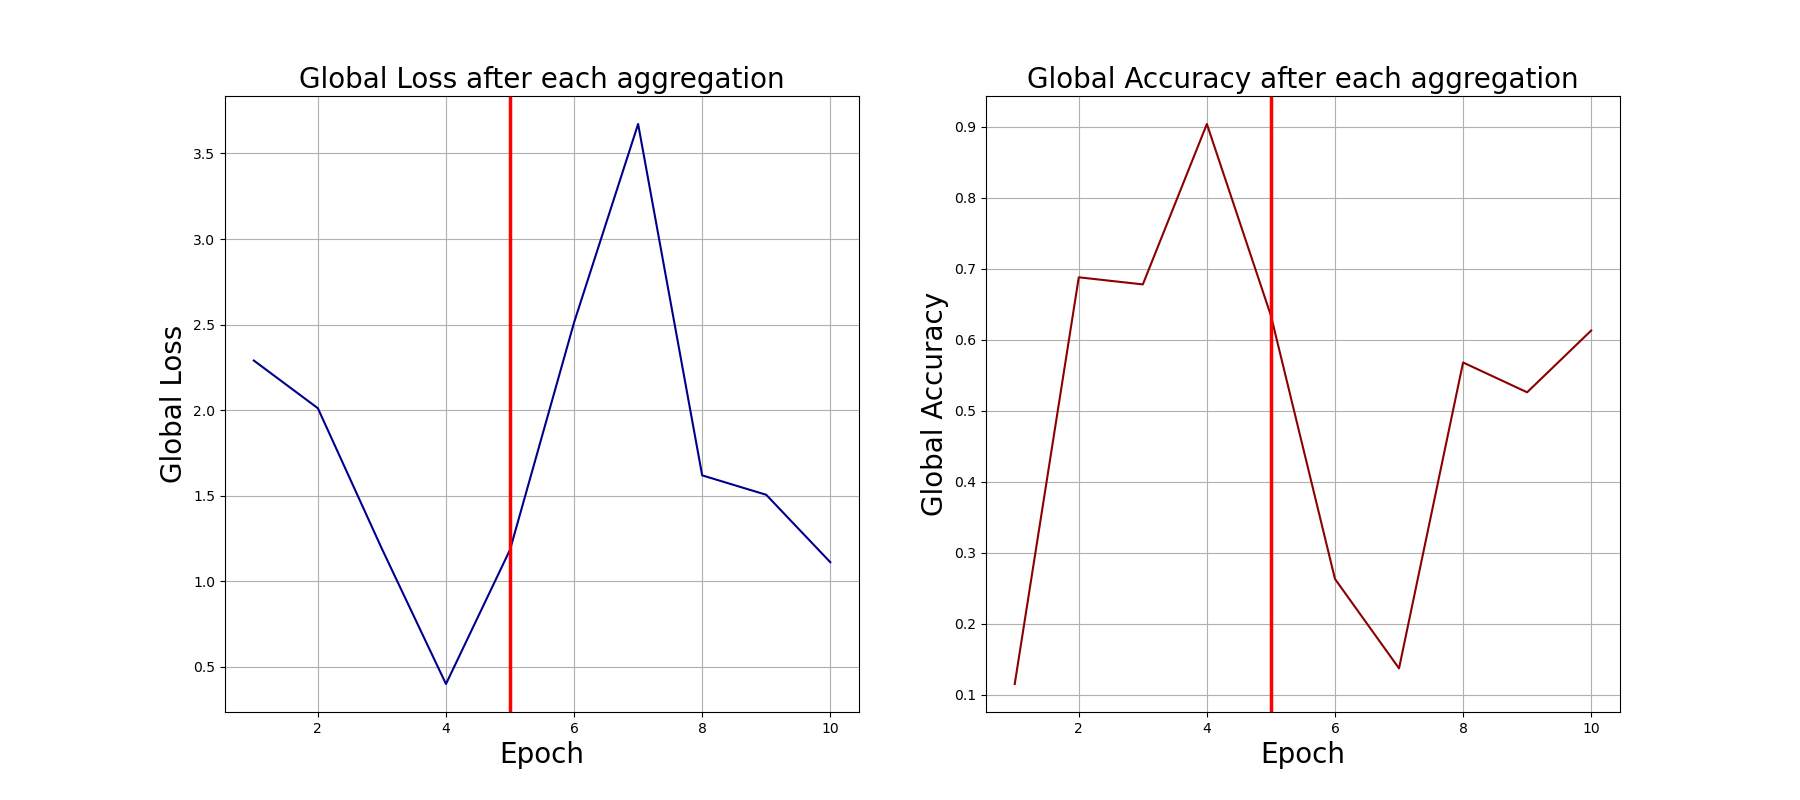 Global Loss after each aggregation
Global Loss
3.5
3.0
2.5
2.0
1.5
1.0
0.5
2 4 6 8 10
Epoch
Global Accuracy after each aggregation
Global Accuracy
0.9
0.8
0.7
0.6
0.5
0.4
0.3
0.2
0.1
2 4 6 8 10
Epoch